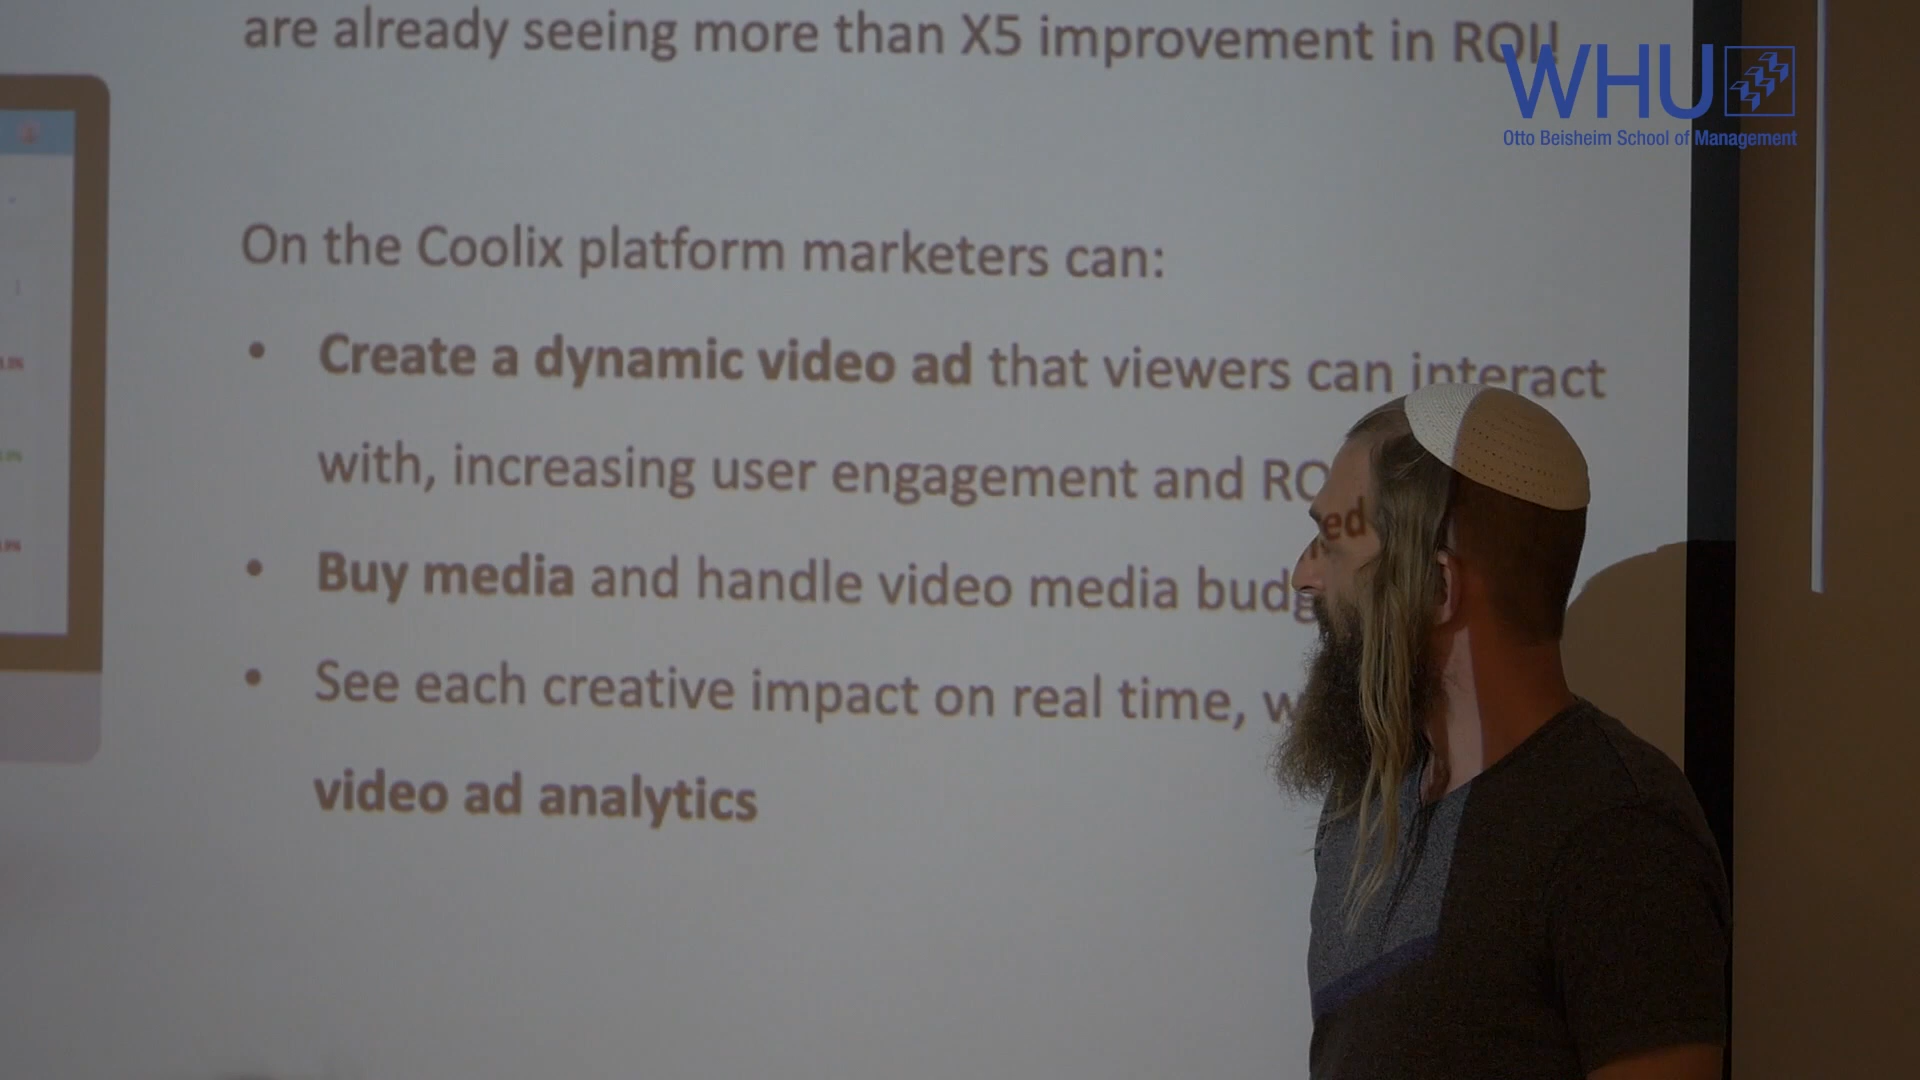 are already seeing more than X5 improvement in ROI!
WHU
Otto Beisheim School of Management
On the Coolix platform marketers can:
• Create a dynamic video ad that viewers can interact
with, increasing user engagement and RO
• Buy media and handle video media budg
• See each creative impact on real time, w
video ad analytics